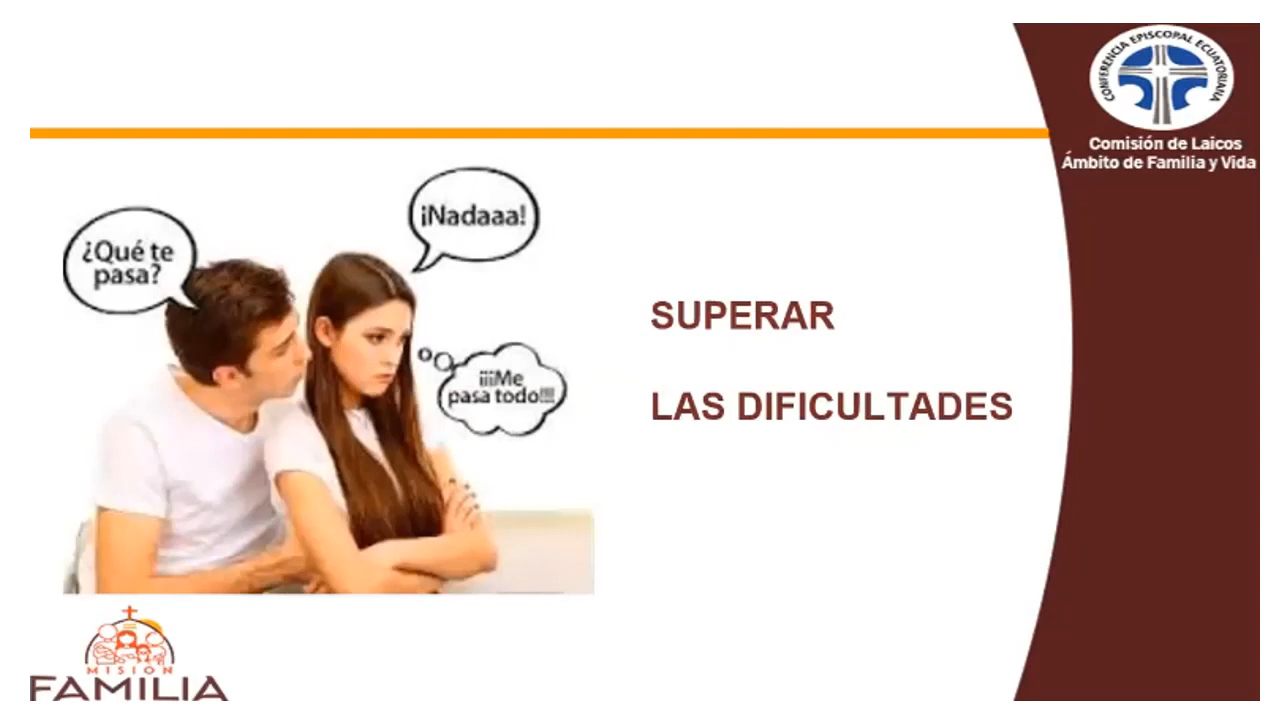 CONFERENCIA EPISCOPAL ECUATORIANA
Comisión de Laicos
Ámbito de Familia y Vida
¡Nadaaa!
¿Qué te
pasa?
¡¡¡Me
pasa todo!!!
SUPERAR
LAS DIFICULTADES
MISION
FAMILIA